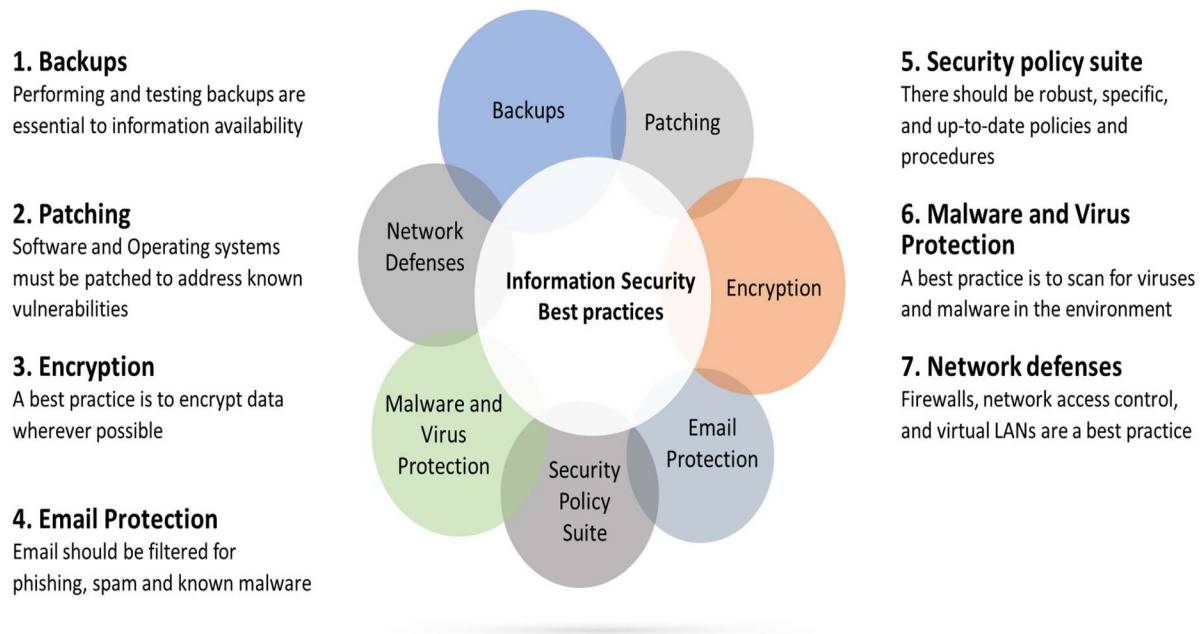 1. Backups
Performing and testing backups are
essential to information availability
2. Patching
Software and Operating systems
must be patched to address known
vulnerabilities
3. Encryption
A best practice is to encrypt data
wherever possible
4. Email Protection
Email should be filtered for
phishing, spam and known malware
Backups
Patching
Network
Defenses
Information Security
Best practices
Encryption
Malware and
Virus
Protection
Email
Protection
Security
Policy
Suite
5. Security policy suite
There should be robust, specific,
and up-to-date policies and
procedures
6. Malware and Virus
Protection
A best practice is to scan for viruses
and malware in the environment
7. Network defenses
Firewalls, network access control,
and virtual LANs are a best practice